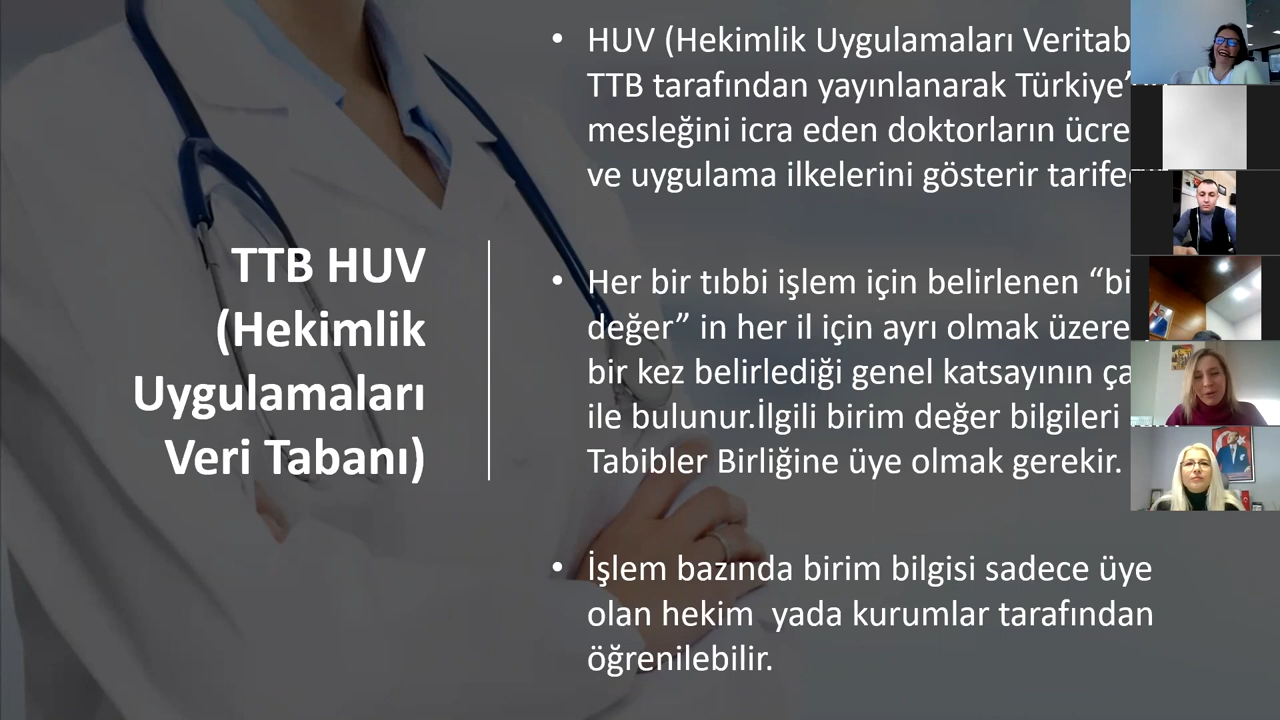 TTB HUV
(Hekimlik
Uygulamaları
Veri Tabanı)
• HUV (Hekimlik Uygulamaları
TTB tarafından yayınlanarak
mesleğini icra eden doktorların
ve uygulama ilkelerini gösterir
• Her bir tıbbi işlem için belirlenen
değer” in her il için ayrı olmak üzere
bir kez belirlediği genel katsayının
ile bulunur.İlgili birim değer bilgileri
Tabibler Birliğine üye olmak gerekir.
• İşlem bazında birim bilgisi sadece üye
olan hekim yada kurumlar tarafından
öğrenilebilir.